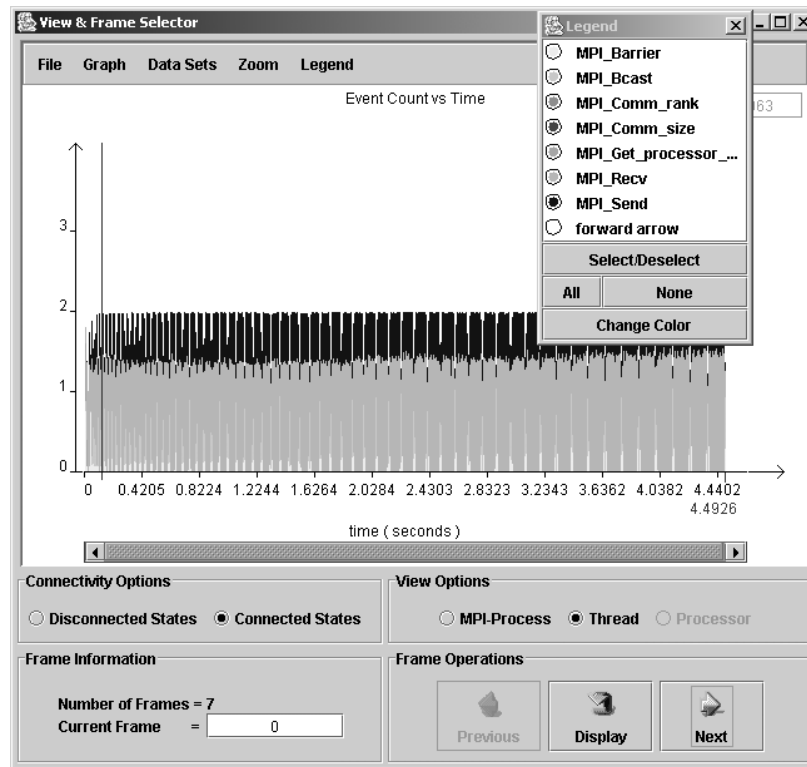 View & Frame Selector
Legend
File Graph Data Sets Zoom Legend
Event Count vs Time
MPI_Barrier
MPI_Bcast
MPI_Comm_rank
MPI_Comm_size
MPI_Get_processor_...
MPI_Recv
MPI_Send
forward arrow
Select/Deselect
All None
Change Color
3
2
1
0
0 0.4205 0.8224 1.2244 1.6264 2.0284 2.4303 2.8323 3.2343 3.6362 4.0382 4.4402
4.4926
time ( seconds )
Connectivity Options
Disconnected States Connected States
View Options
MPI-Process Thread Processor
Frame Information
Number of Frames = 7
Current Frame = 0
Frame Operations
Previous Display Next